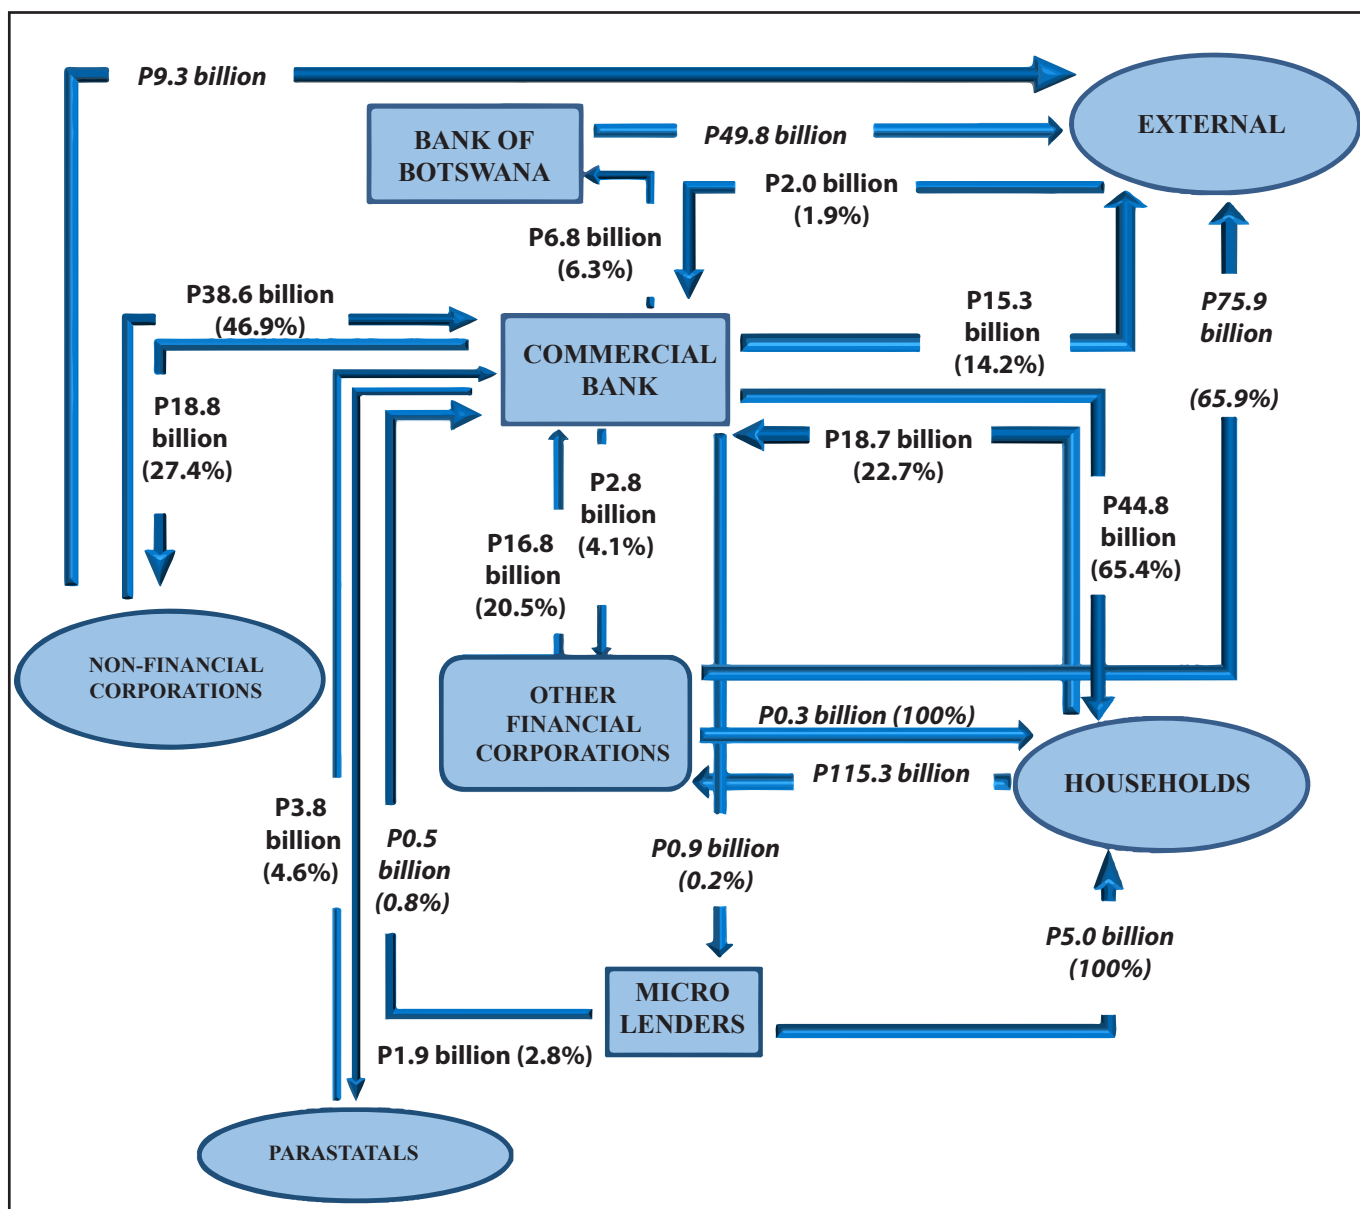 P9.3 billion
EXTERNAL
BANK OF
BOTSWANA
P49.8 billion
P2.0 billion
(1.9%)
P6.8 billion
(6.3%)
P38.6 billion
(46.9%)
P15.3
billion
(14.2%)
P75.9
billion
(65.9%)
COMMERCIAL
BANK
P18.8
billion
(27.4%)
P18.7 billion
(22.7%)
P2.8
billion
(4.1%)
P16.8
billion
(20.5%)
P44.8
billion
(65.4%)
NON-FINANCIAL
CORPORATIONS
OTHER
FINANCIAL
CORPORATIONS
P0.3 billion (100%)
P115.3 billion
HOUSEHOLDS
P3.8
billion
(4.6%)
P0.5
billion
(0.8%)
P0.9 billion
(0.2%)
P5.0 billion
(100%)
MICRO
LENDERS
P1.9 billion (2.8%)
PARASTATALS